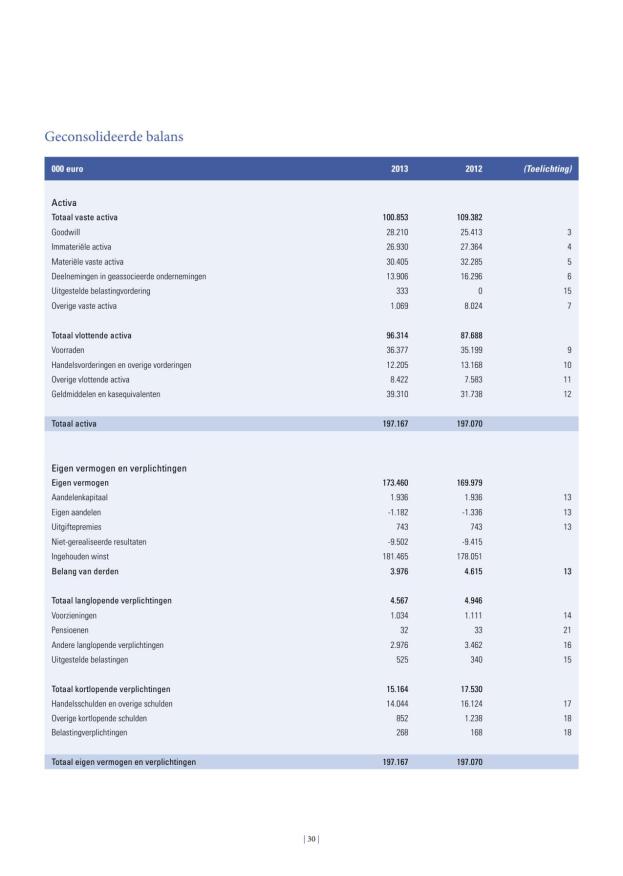 Geconsolideerde balans
000 euro 2013 2012 (Toelichting)
Activa
Totaal vaste activa 100.853 109.382
Goodwill 28.210 25.413 3
Immateriële activa 26.930 27.364 4
Materiële vaste activa 30.405 32.285 5
Deelnemingen in geassocieerde ondernemingen 13.906 16.296 6
Uitgestelde belastingvordering 333 0 15
Overige vaste activa 1.069 8.024 7
Totaal vlottende activa 96.314 87.688
Voorraden 36.377 35.199 9
Handelsvorderingen en overige vorderingen 12.205 13.168 10
Overige vlottende activa 8.422 7.583 11
Geldmiddelen en kasequivalenten 39.310 31.738 12
Totaal activa 197.167 197.070
Eigen vermogen en verplichtingen
Eigen vermogen 173.460 169.979
Aandelenkapitaal 1.936 1.936 13
Eigen aandelen -1.182 -1.336 13
Uitgiftepremies 743 743 13
Niet-gerealiseerde resultaten -9.502 -9.415
Ingehouden winst 181.465 178.051
Belang van derden 3.976 4.615 13
Totaal langlopende verplichtingen 4.567 4.946
Voorzieningen 1.034 1.111 14
Pensioenen 32 33 21
Andere langlopende verplichtingen 2.976 3.462 16
Uitgestelde belastingen 525 340 15
Totaal kortlopende verplichtingen 15.164 17.530
Handelsschulden en overige schulden 14.044 16.124 17
Overige kortlopende schulden 852 1.238 18
Belastingverplichtingen 268 168 18
Totaal eigen vermogen en verplichtingen 197.167 197.070
| 30 |